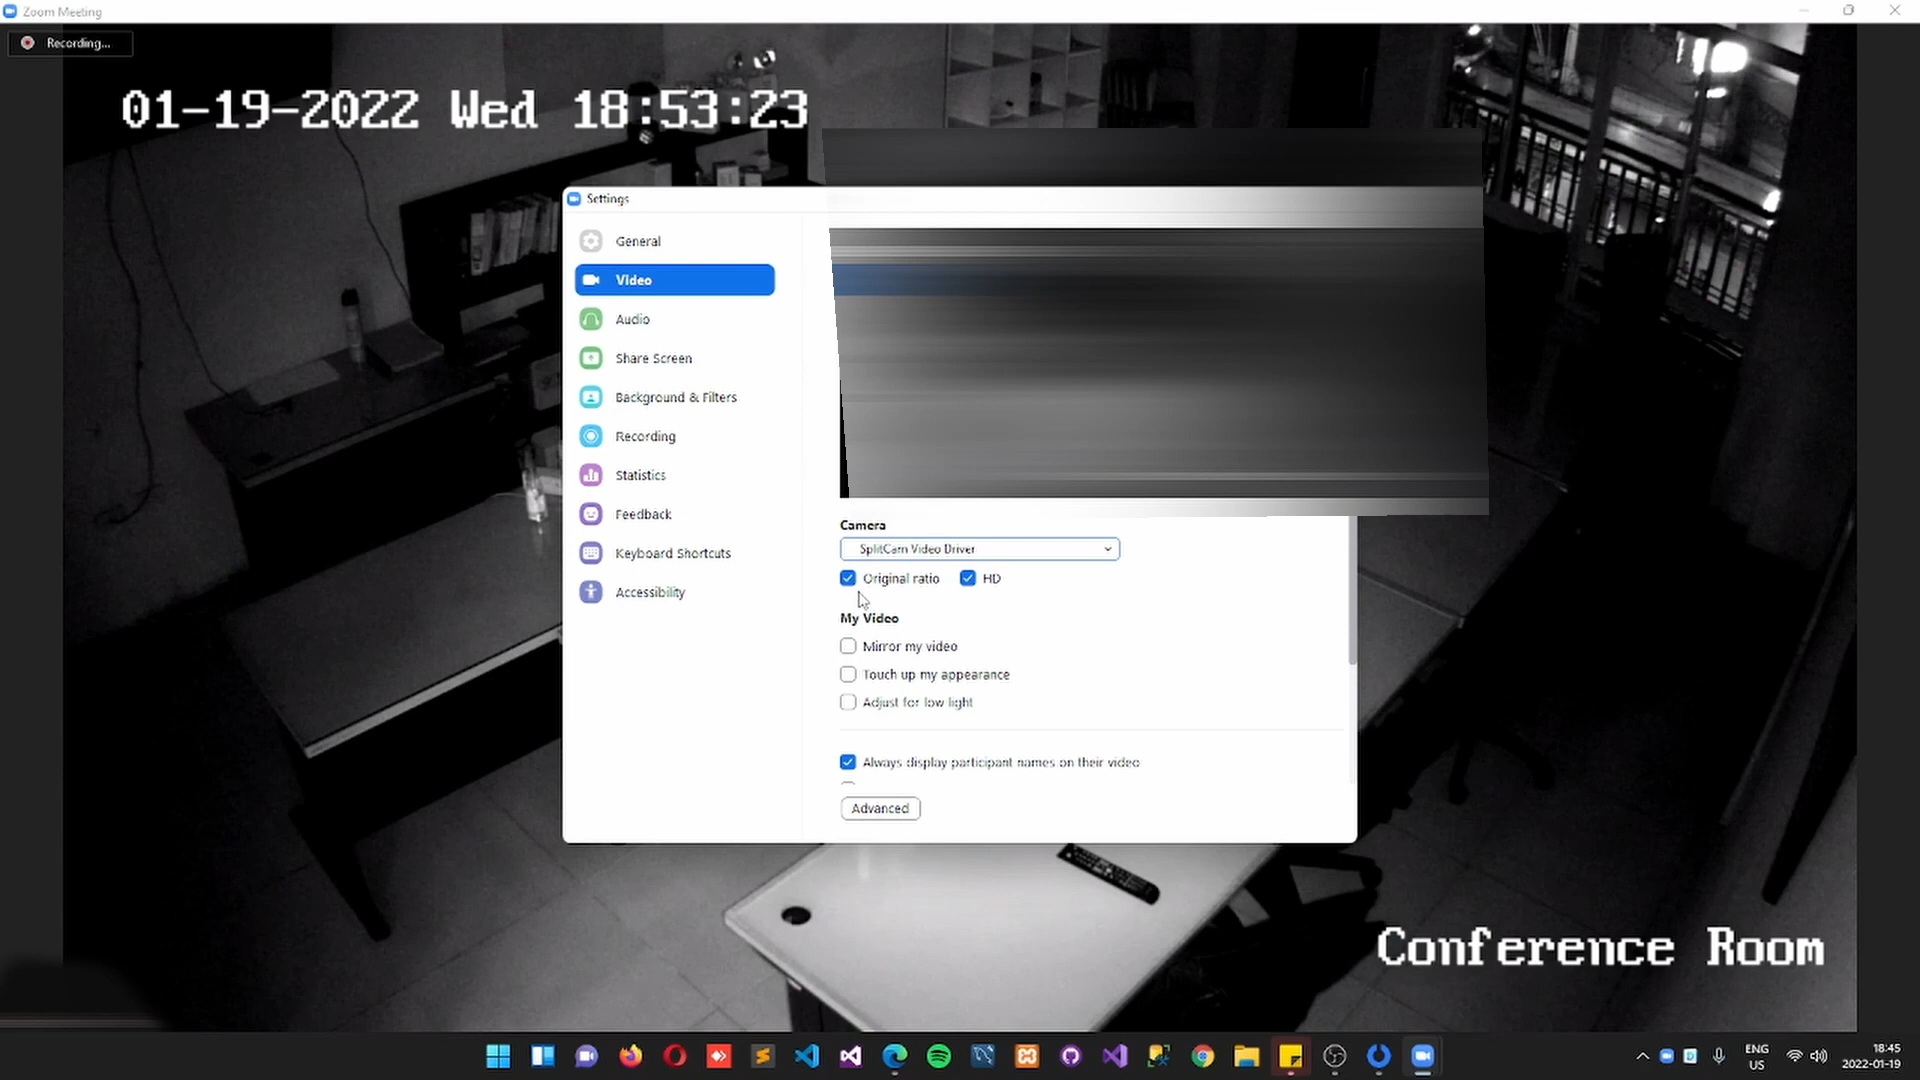 Zoom Meeting
Recording...
01-19-2022 Wed 18:53:23
Settings
General
Video
Audio
Share Screen
Background & Filters
Recording
Statistics
Feedback
Keyboard Shortcuts
Accessibility
Camera
SplitCam Video Driver
Original ratio HD
My Video
Mirror my video
Touch up my appearance
Adjust for low light
Always display participant names on their video
Advanced
Conference Room
ENG
US
18:45
2022-01-19